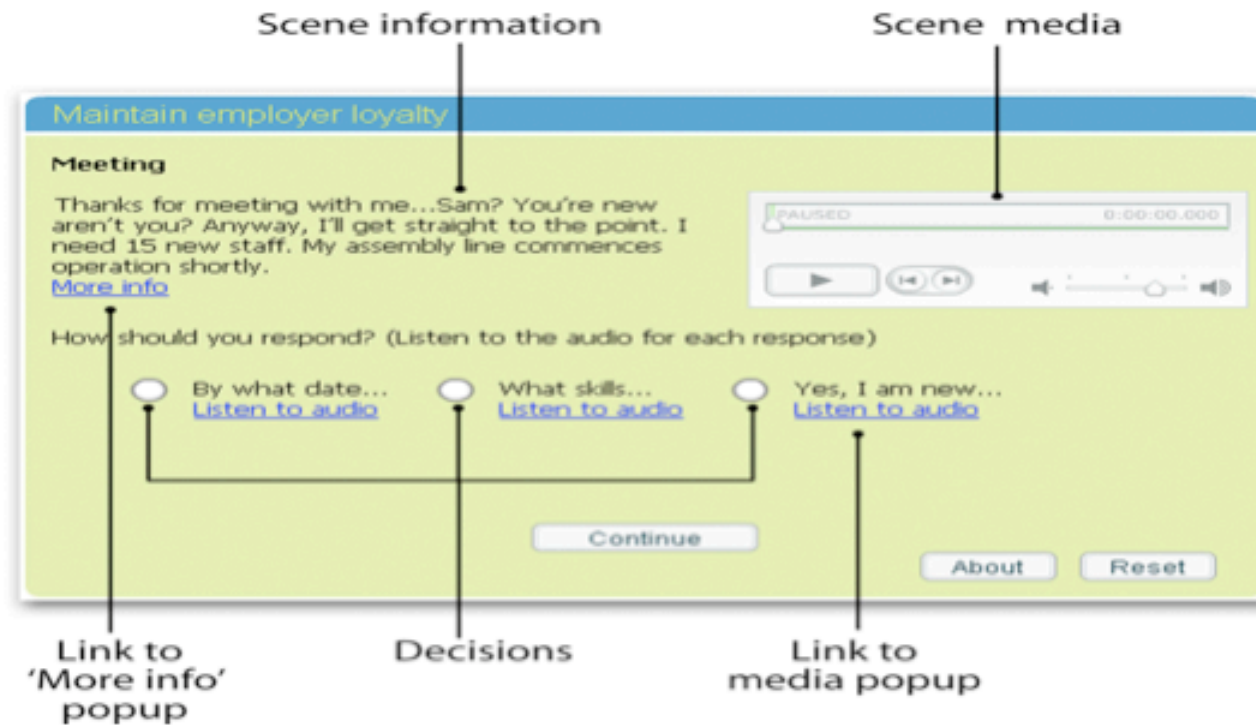 Scene information
Scene media
Maintain employer loyalty
Meeting
Thanks for meeting with me...Sam? You're new
aren't you? Anyway, I'll get straight to the point. I
need 15 new staff. My assembly line commences
operation shortly.
More info
PAUSED
0:00:00.000
How should you respond? (Listen to the audio for each response)
By what date...
Listen to audio
What skills...
Listen to audio
Yes, I am new...
Listen to audio
Continue
About
Reset
Link to
'More info'
popup
Decisions
Link to
media popup